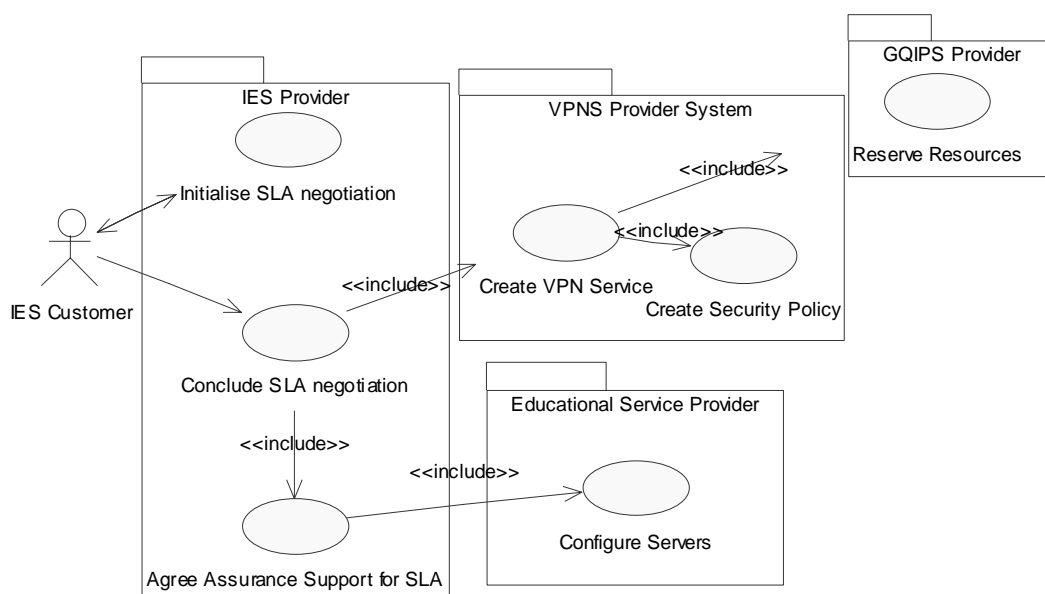 GQIPS Provider
IES Provider
VPNS Provider System
Reserve Resources
<<include>>
Initialise SLA negotiation
<<include>>
<<include>>
Create VPN Service
IES Customer
Create Security Policy
Conclude SLA negotiation
Educational Service Provider
<<include>>
<<include>>
Configure Servers
Agree Assurance Support for SLA